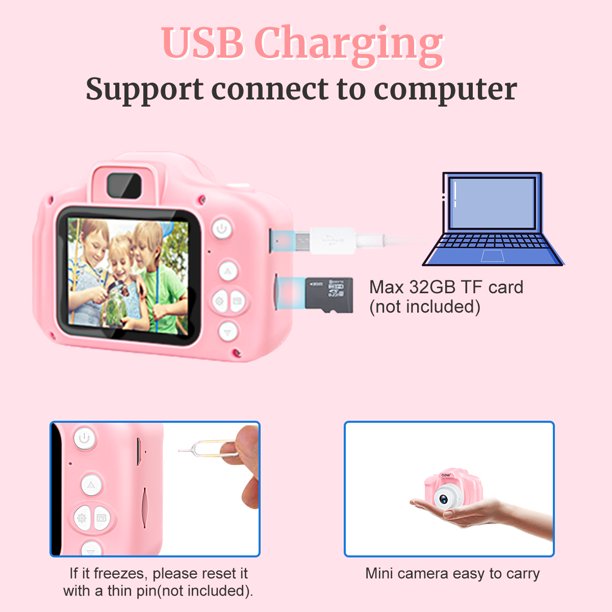 USB Charging
Support connect to computer
Max 32GB TF card
(not included)
If it freezes, please reset it
with a thin pin(not included).
Mini camera easy to carry